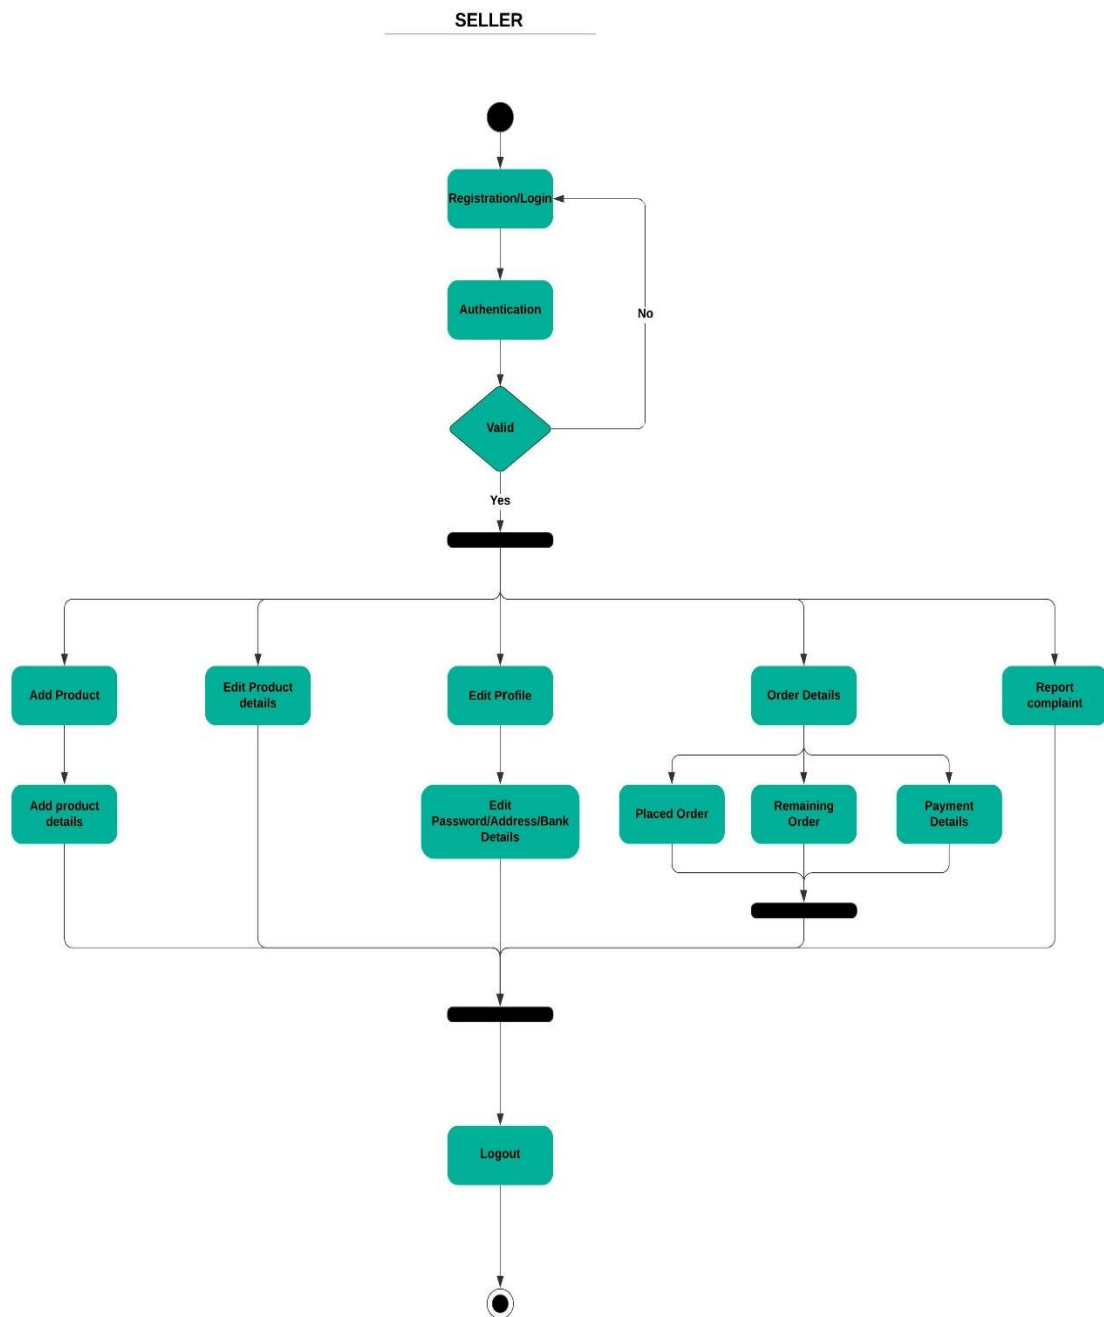 SELLER
Registration/Login
Authentication
No
Valid
Yes
Add Product
Edit Product
details
Edit Profile
Order Details
Report
complaint
Add product
details
Edit
Password/Address/Bank
Details
Placed Order
Remaining
Order
Payment
Details
Logout